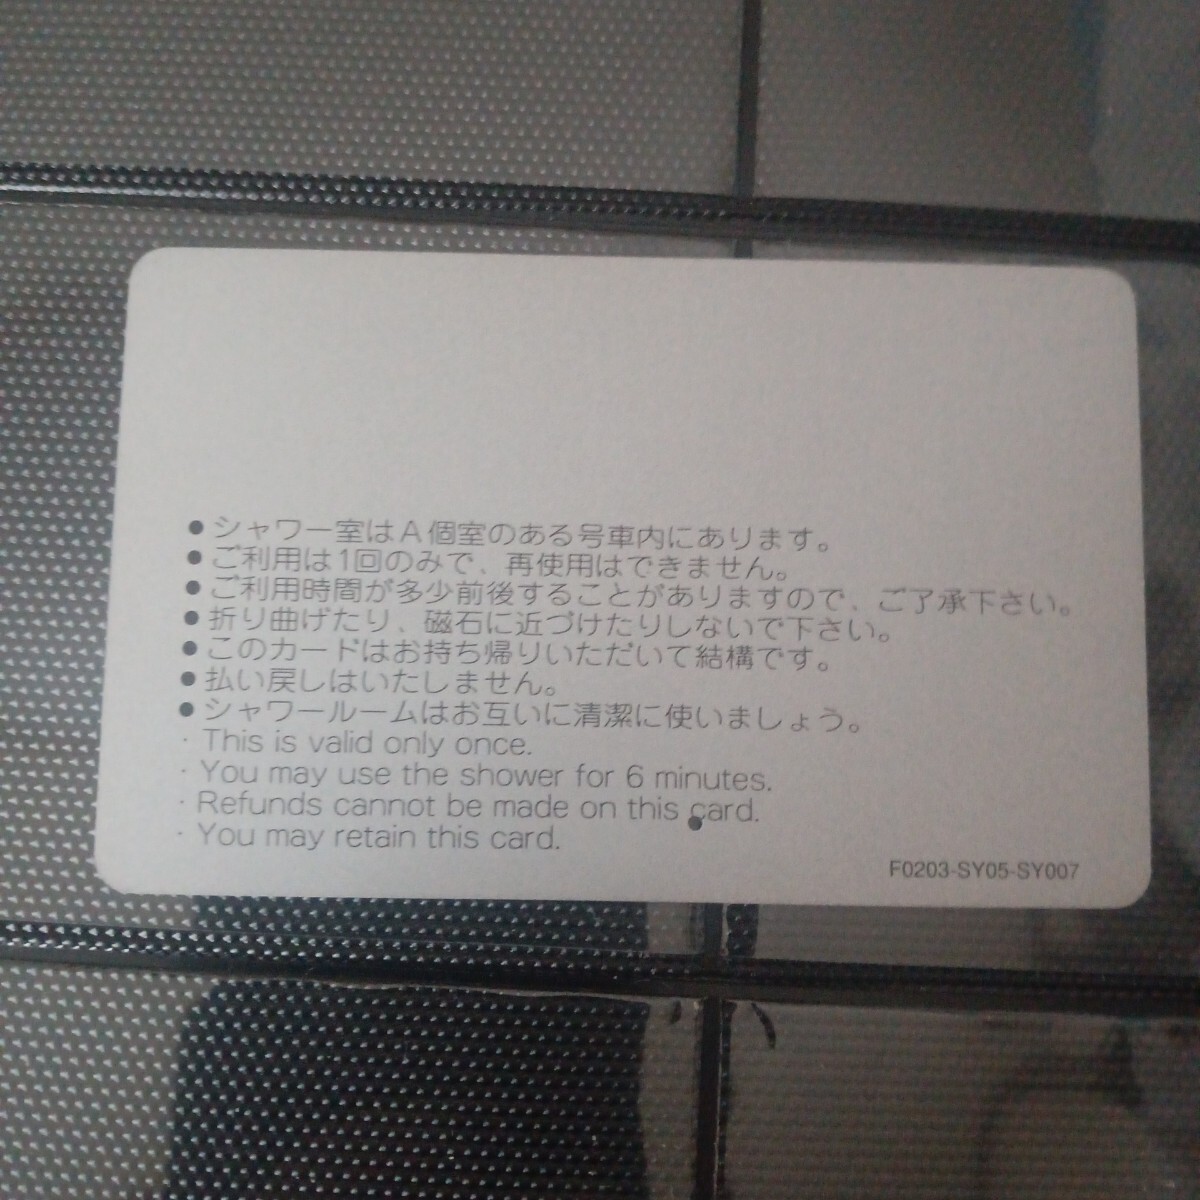 ●シャワー室はA個室のある号車内にあります。
●ご利用は1回のみで、再使用はできません。
●ご利用時間が多少前後することがありますので、ご了承下さい。
●折り曲げたり、磁石に近づけたりしないで下さい。
●このカードはお持ち帰りいただいて結構です。
●払い戻しはいたしません。
●シャワールームはお互いに清潔に使いましょう。
· This is valid only once.
· You may use the shower for 6 minutes.
· Refunds cannot be made on this card.
· You may retain this card.
F0203-SY05-SY007